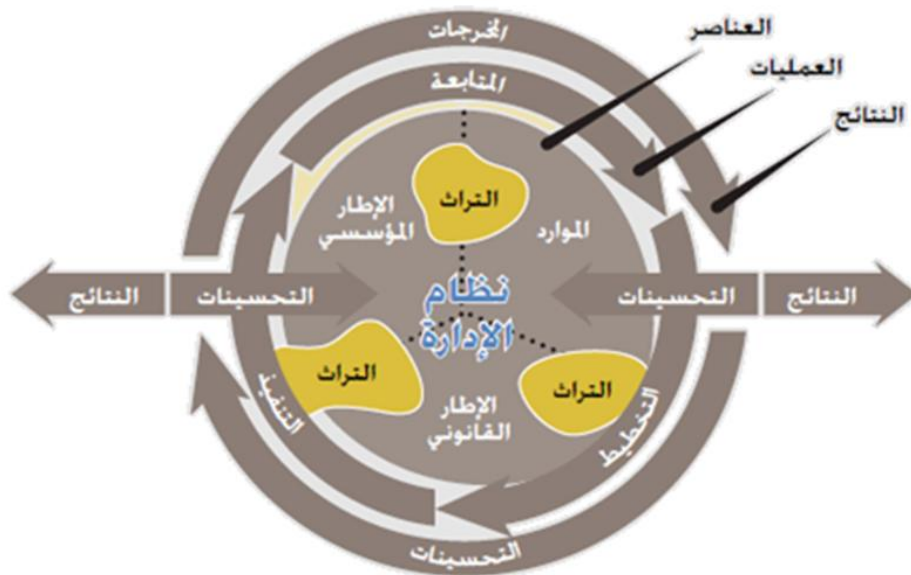 المخرجات
المتابعة
العناصر
العمليات
النتائج
التراث
الإطار
المؤسسي
الموارد
النتائج
التحسينات
نظام
الإدارة
التحسينات
النتائج
التراث
التراث
الإطار
القانوني
التنفيذ
التخطيط
التحسينات